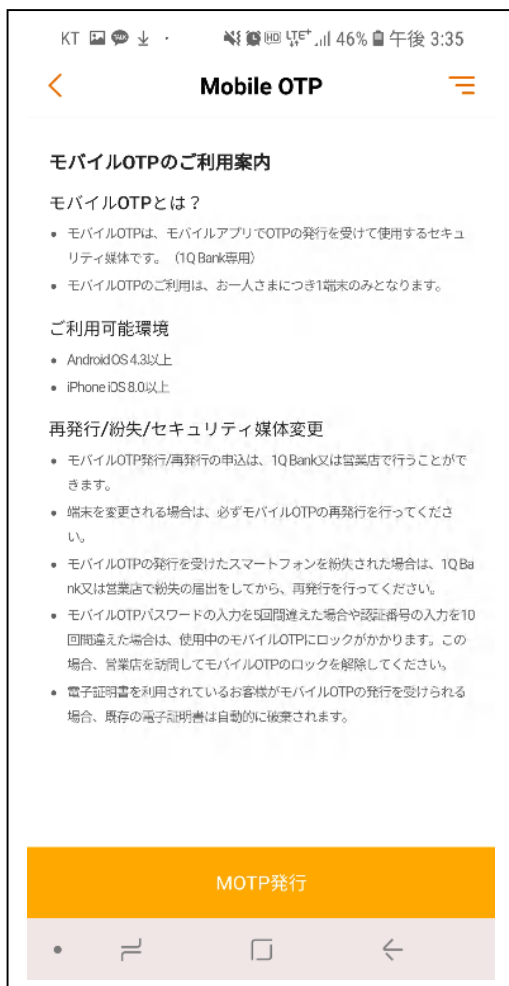 KT 46% 午後 3:35
Mobile OTP
モバイルOTPのご利用案内
モバイルOTPとは？
• モバイルOTPは、モバイルアプリでOTPの発行を受けて使用するセキュ
リティ媒体です。（1Q Bank専用）
• モバイルOTPのご利用は、お一人さまにつき1端末のみとなります。
ご利用可能環境
• Android OS 4.3以上
• iPhone iOS 8.0以上
再発行/紛失/セキュリティ媒体変更
• モバイルOTP発行/再発行の申込は、1Q Bank又は営業店で行うことがで
きます。
• 端末を変更される場合は、必ずモバイルOTPの再発行を行ってくださ
い。
• モバイルOTPの発行を受けたスマートフォンを紛失された場合は、1Q Ba
nk又は営業店で紛失の届出をしてから、再発行を行ってください。
• モバイルOTPパスワードの入力を5回間違えた場合や認証番号の入力を10
回間違えた場合は、使用中のモバイルOTPにロックがかかります。この
場合、営業店を訪問してモバイルOTPのロックを解除してください。
•電子証明書を利用されているお客様がモバイルOTPの発行を受けられる
場合、既存の電子証明書は自動的に破棄されます。
MOTP発行